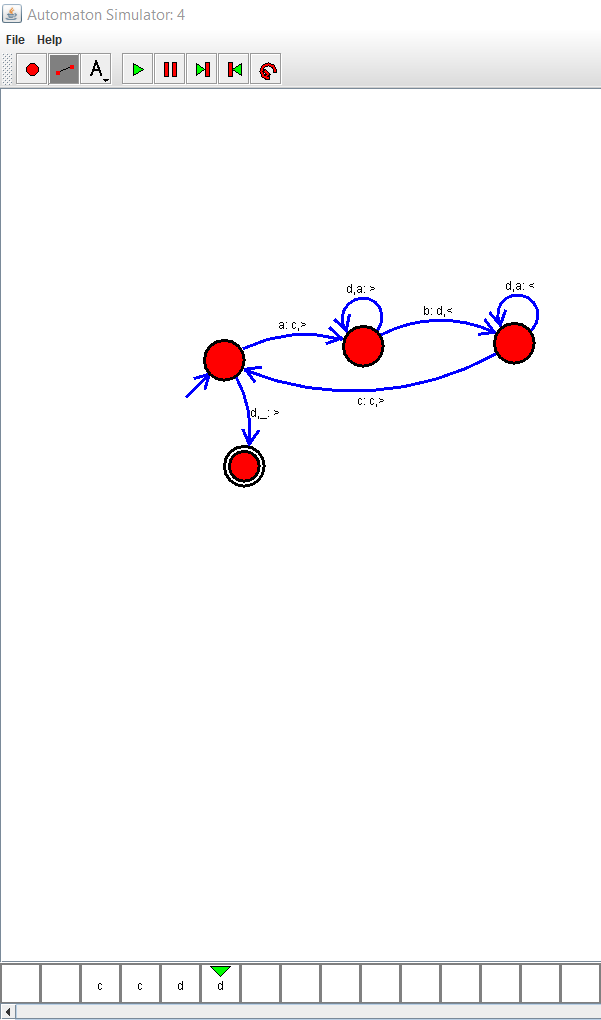 Automaton Simulator: 4
File Help
A
d,a: >
d,a: <
b: d,<
a: c,>
c: c,>
d,_: >
c c d d